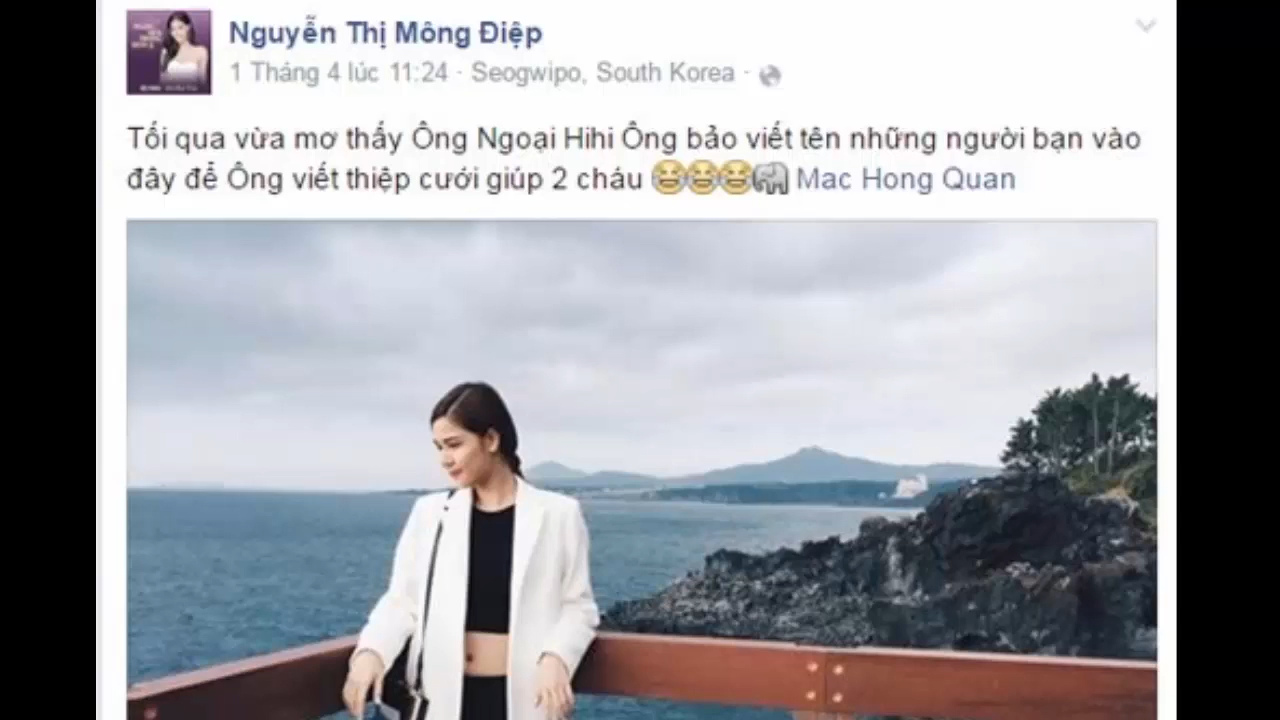 Nguyễn Thị Mông Điệp
1 Tháng 4 lúc 11:24 · Seogwipo, South Korea ·
Tối qua vừa mơ thấy Ông Ngoại Hihi Ông bảo viết tên những người bạn vào
đây để Ông viết thiệp cưới giúp 2 cháu 😂😂😂🐘 Mac Hong Quan